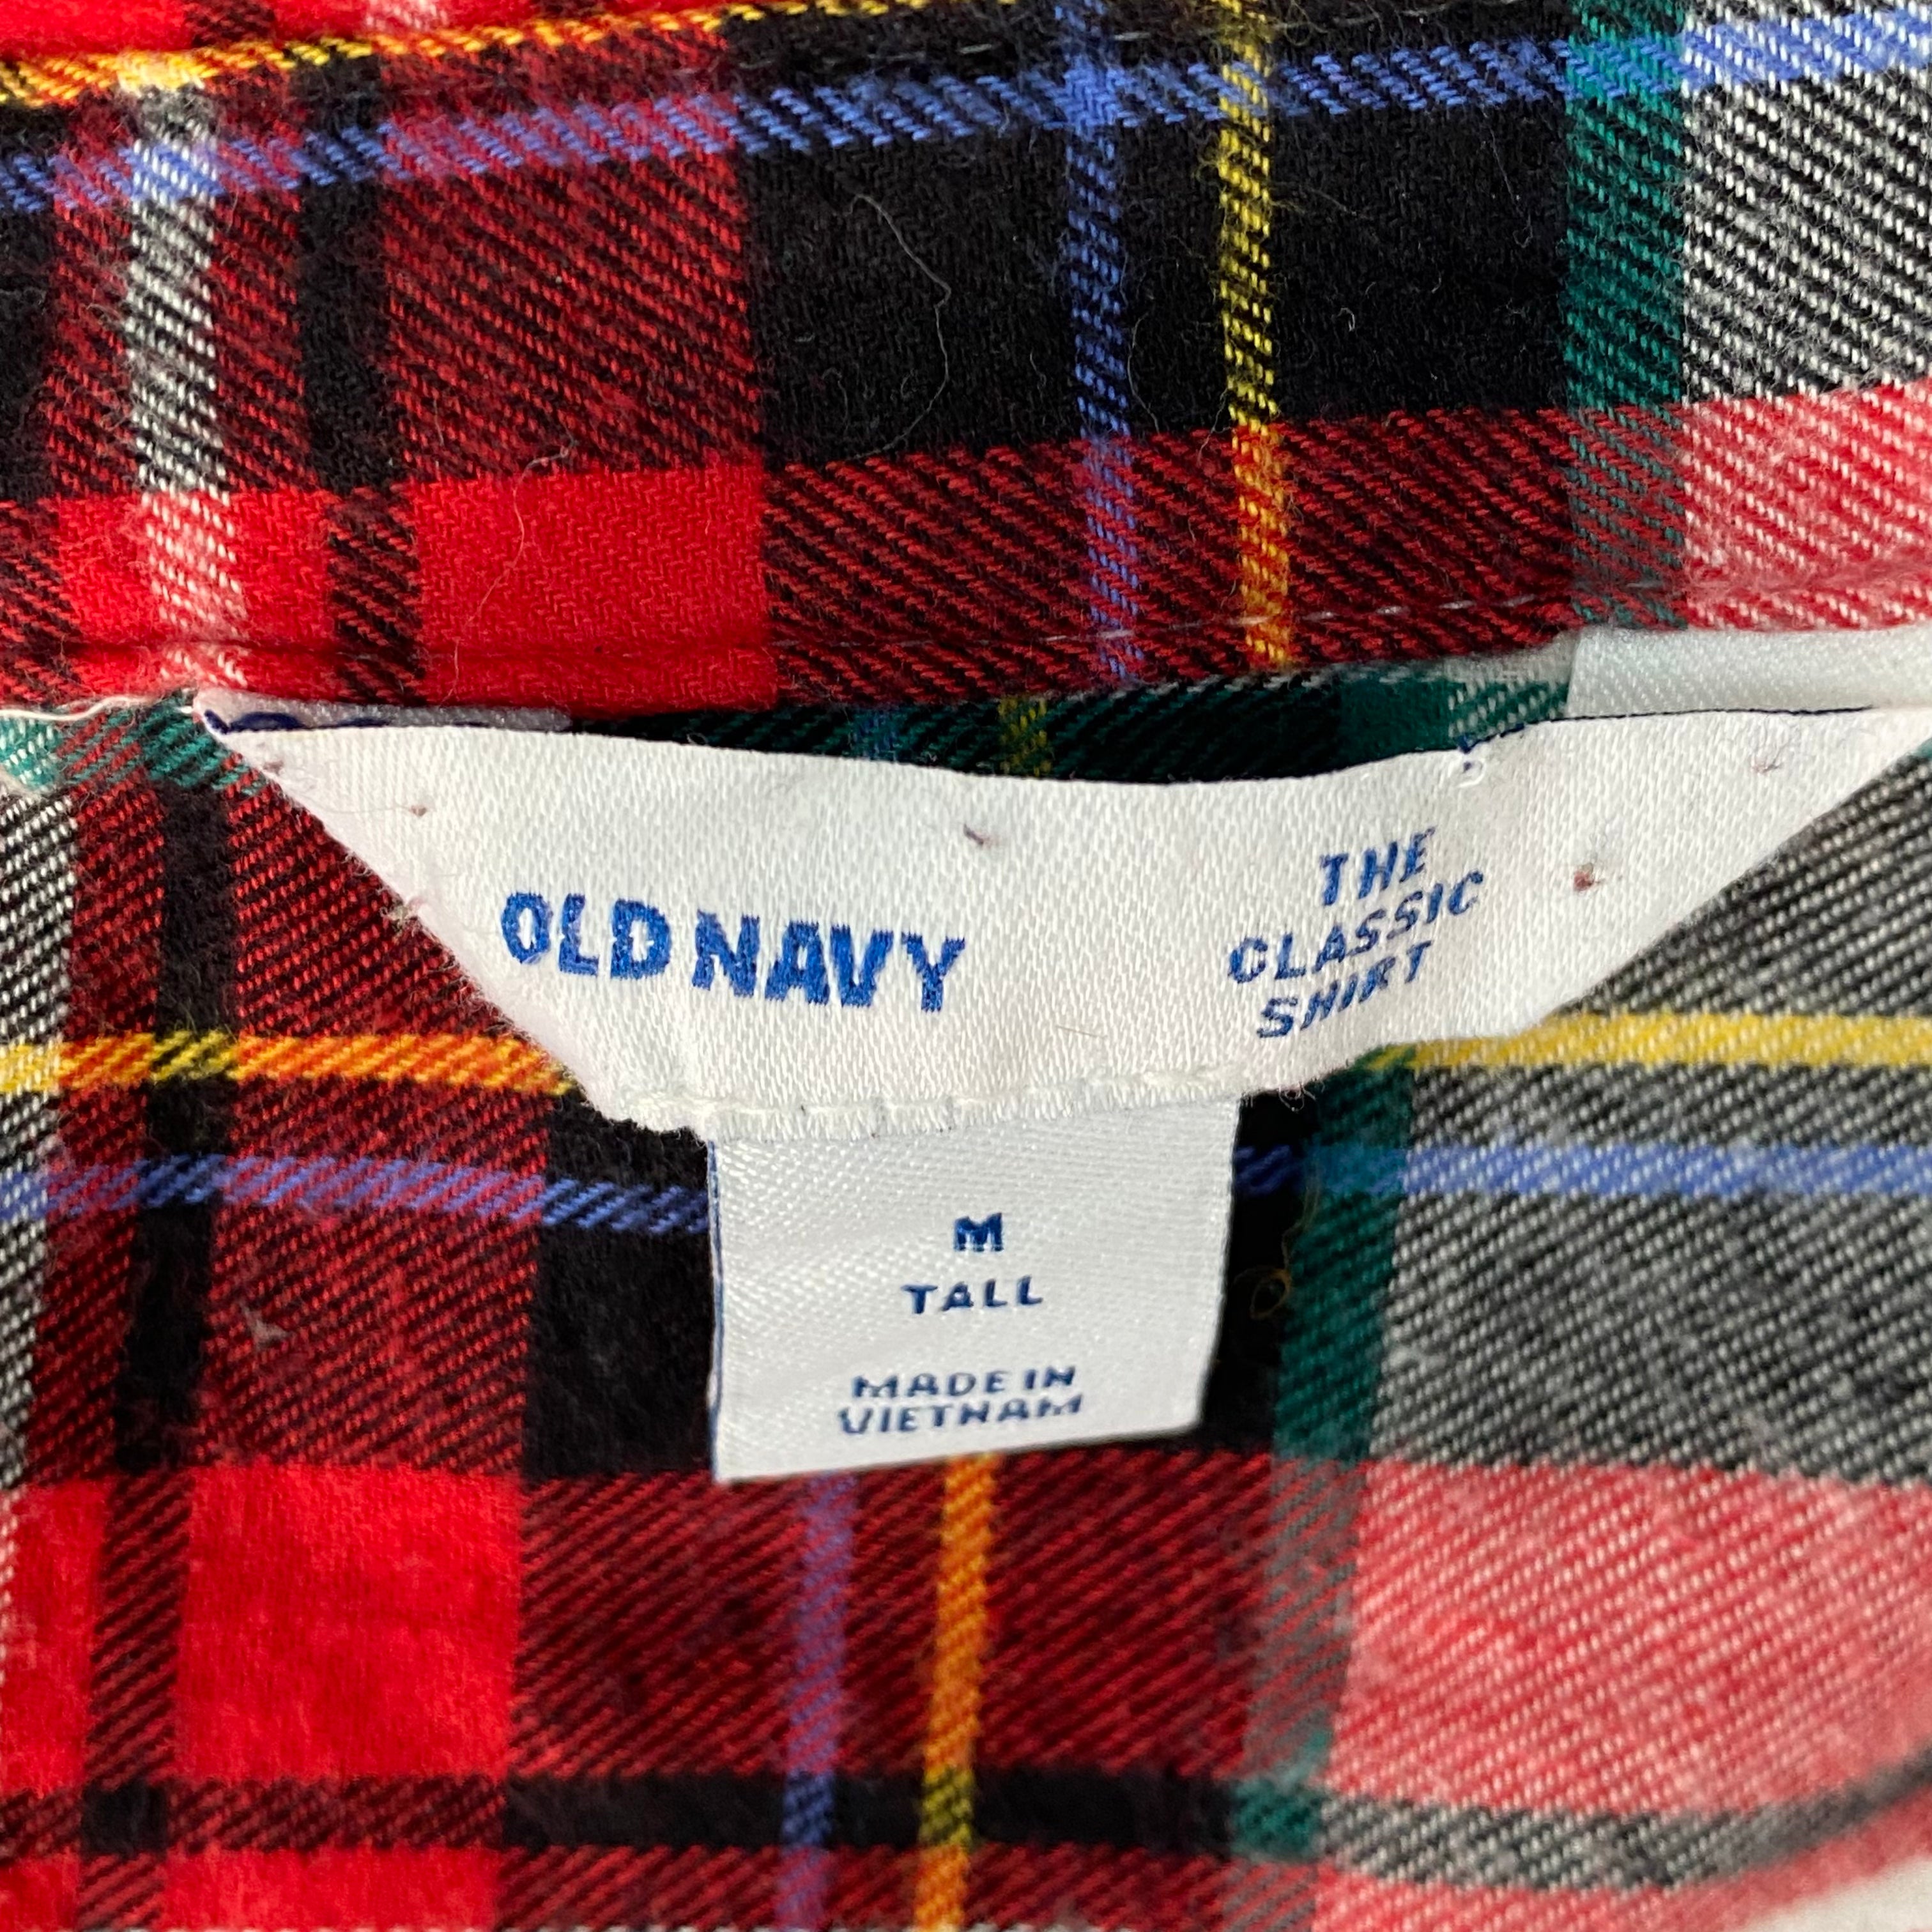 OLD NAVY
THE
CLASSIC
SHIRT
M
TALL
MADE IN
VIETNAM